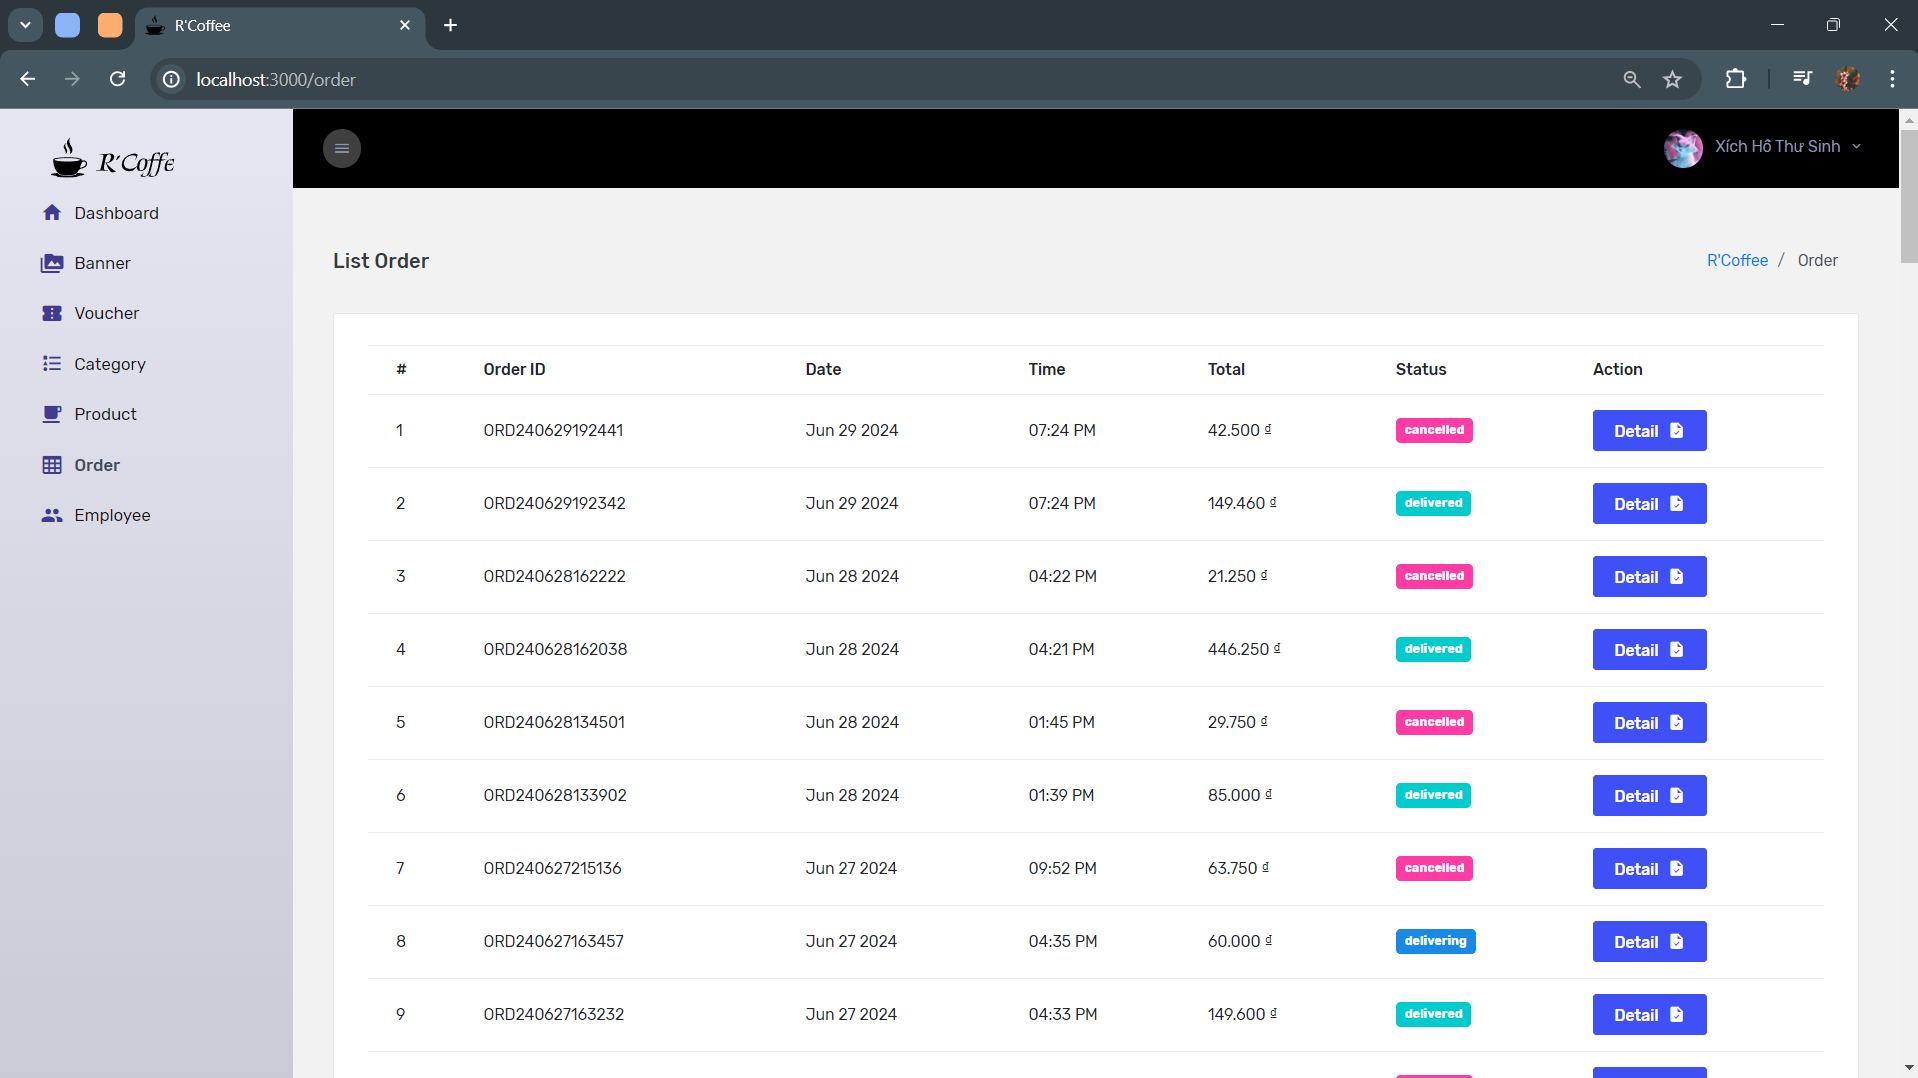 R'Coffee
localhost:3000/order
R'Coffe
Xích Hồ Thư Sinh
Dashboard
Banner
Voucher
Category
Product
Order
Employee
List Order
R'Coffee / Order
# Order ID Date Time Total Status Action
1 ORD240629192441 Jun 29 2024 07:24 PM 42.500 ₫ cancelled Detail
2 ORD240629192342 Jun 29 2024 07:24 PM 149.460 ₫ delivered Detail
3 ORD240628162222 Jun 28 2024 04:22 PM 21.250 ₫ cancelled Detail
4 ORD240628162038 Jun 28 2024 04:21 PM 446.250 ₫ delivered Detail
5 ORD240628134501 Jun 28 2024 01:45 PM 29.750 ₫ cancelled Detail
6 ORD240628133902 Jun 28 2024 01:39 PM 85.000 ₫ delivered Detail
7 ORD240627215136 Jun 27 2024 09:52 PM 63.750 ₫ cancelled Detail
8 ORD240627163457 Jun 27 2024 04:35 PM 60.000 ₫ delivering Detail
9 ORD240627163232 Jun 27 2024 04:33 PM 149.600 ₫ delivered Detail